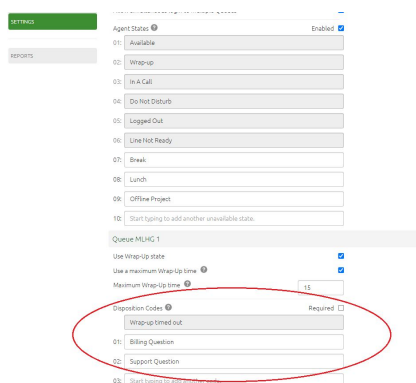 SETTINGS
REPORTS
Agent States
Enabled
01: Available
02: Wrap-up
03: In A Call
04: Do Not Disturb
05: Logged Out
06: Line Not Ready
07: Break
08: Lunch
09: Offline Project
10: Start typing to add another unavailable state.
Queue MLHG 1
Use Wrap-Up state
Use a maximum Wrap-Up time
Maximum Wrap-Up time
15
Disposition Codes
Required
Wrap-up timed out
01: Billing Question
02: Support Question
03: Start typing to add another